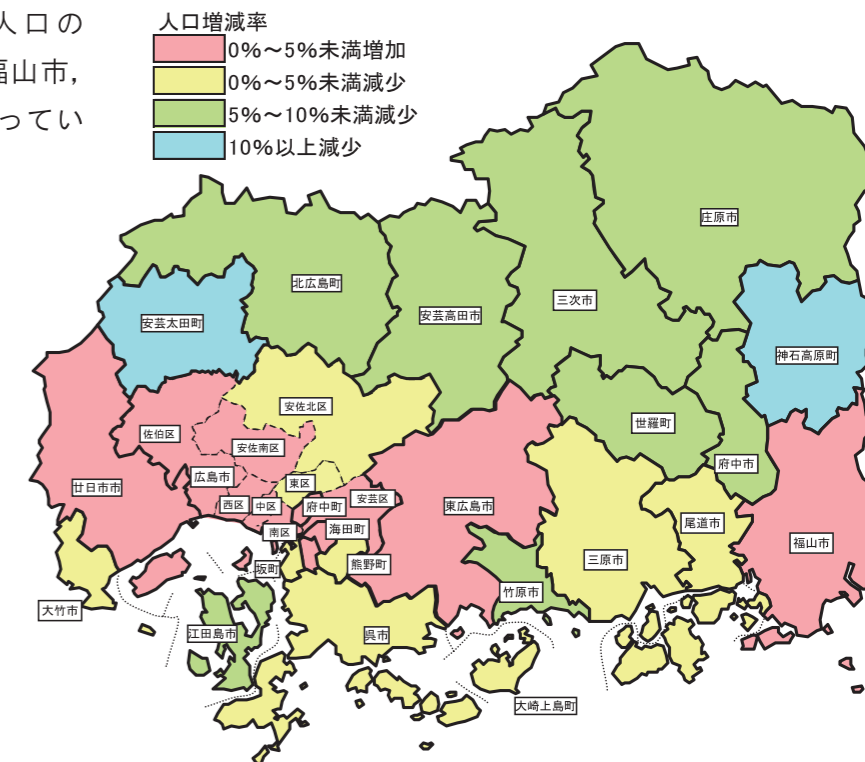 人口の
福山市，
ってい
人口増減率
0%～5%未満増加
0%～5%未満減少
5%～10%未満減少
10%以上減少
庄原市
北広島町
三次市
安芸高田市
安芸太田町
神石高原町
安佐北区
世羅町
佐伯区
安佐南区
府中市
広島市
東区
廿日市市
安芸区
西区
中区
府中町
東広島市
尾道市
南区
海田町
福山市
三原市
坂町
熊野町
竹原市
大竹市
江田島市
呉市
大崎上島町